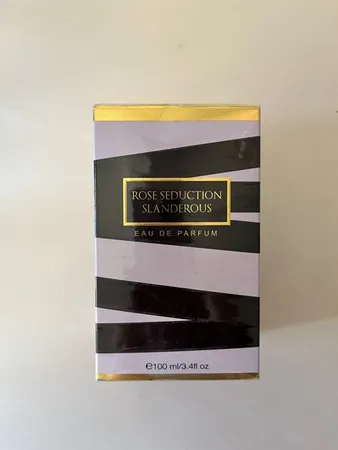 ROSE SEDUCTION
SLANDEROUS
EAU DE PARFUM
℮100 ml/3.4fl oz